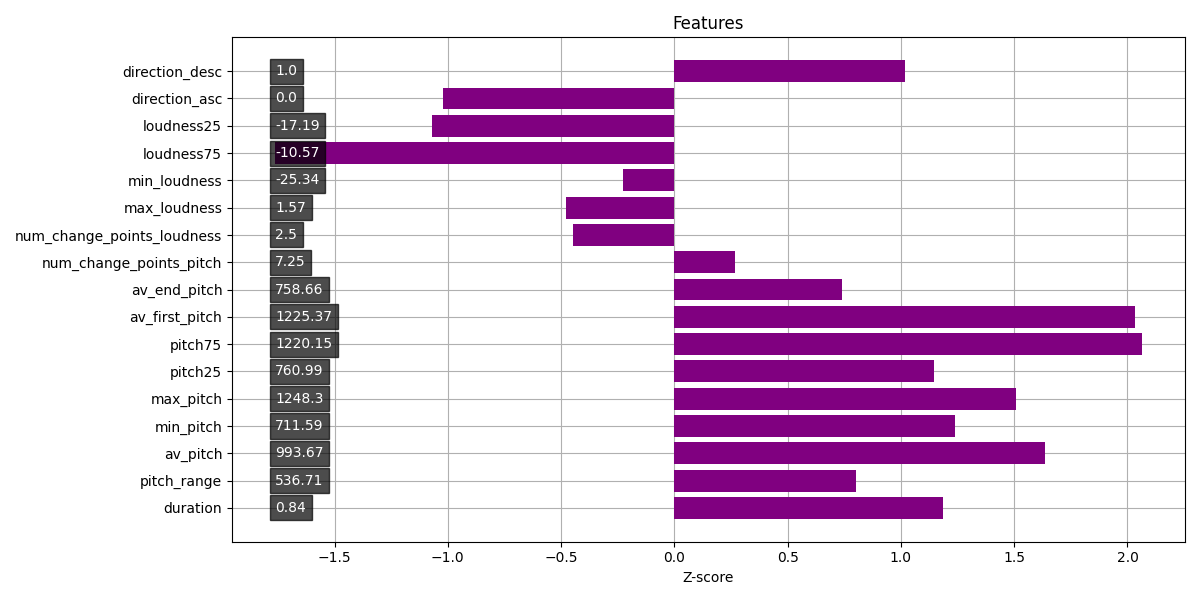 Features
direction_desc 1.0
direction_asc 0.0
loudness25 -17.19
loudness75 -10.57
min_loudness -25.34
max_loudness 1.57
num_change_points_loudness 2.5
num_change_points_pitch 7.25
av_end_pitch 758.66
av_first_pitch 1225.37
pitch75 1220.15
pitch25 760.99
max_pitch 1248.3
min_pitch 711.59
av_pitch 993.67
pitch_range 536.71
duration 0.84
−1.5 −1.0 −0.5 0.0 0.5 1.0 1.5 2.0
Z-score